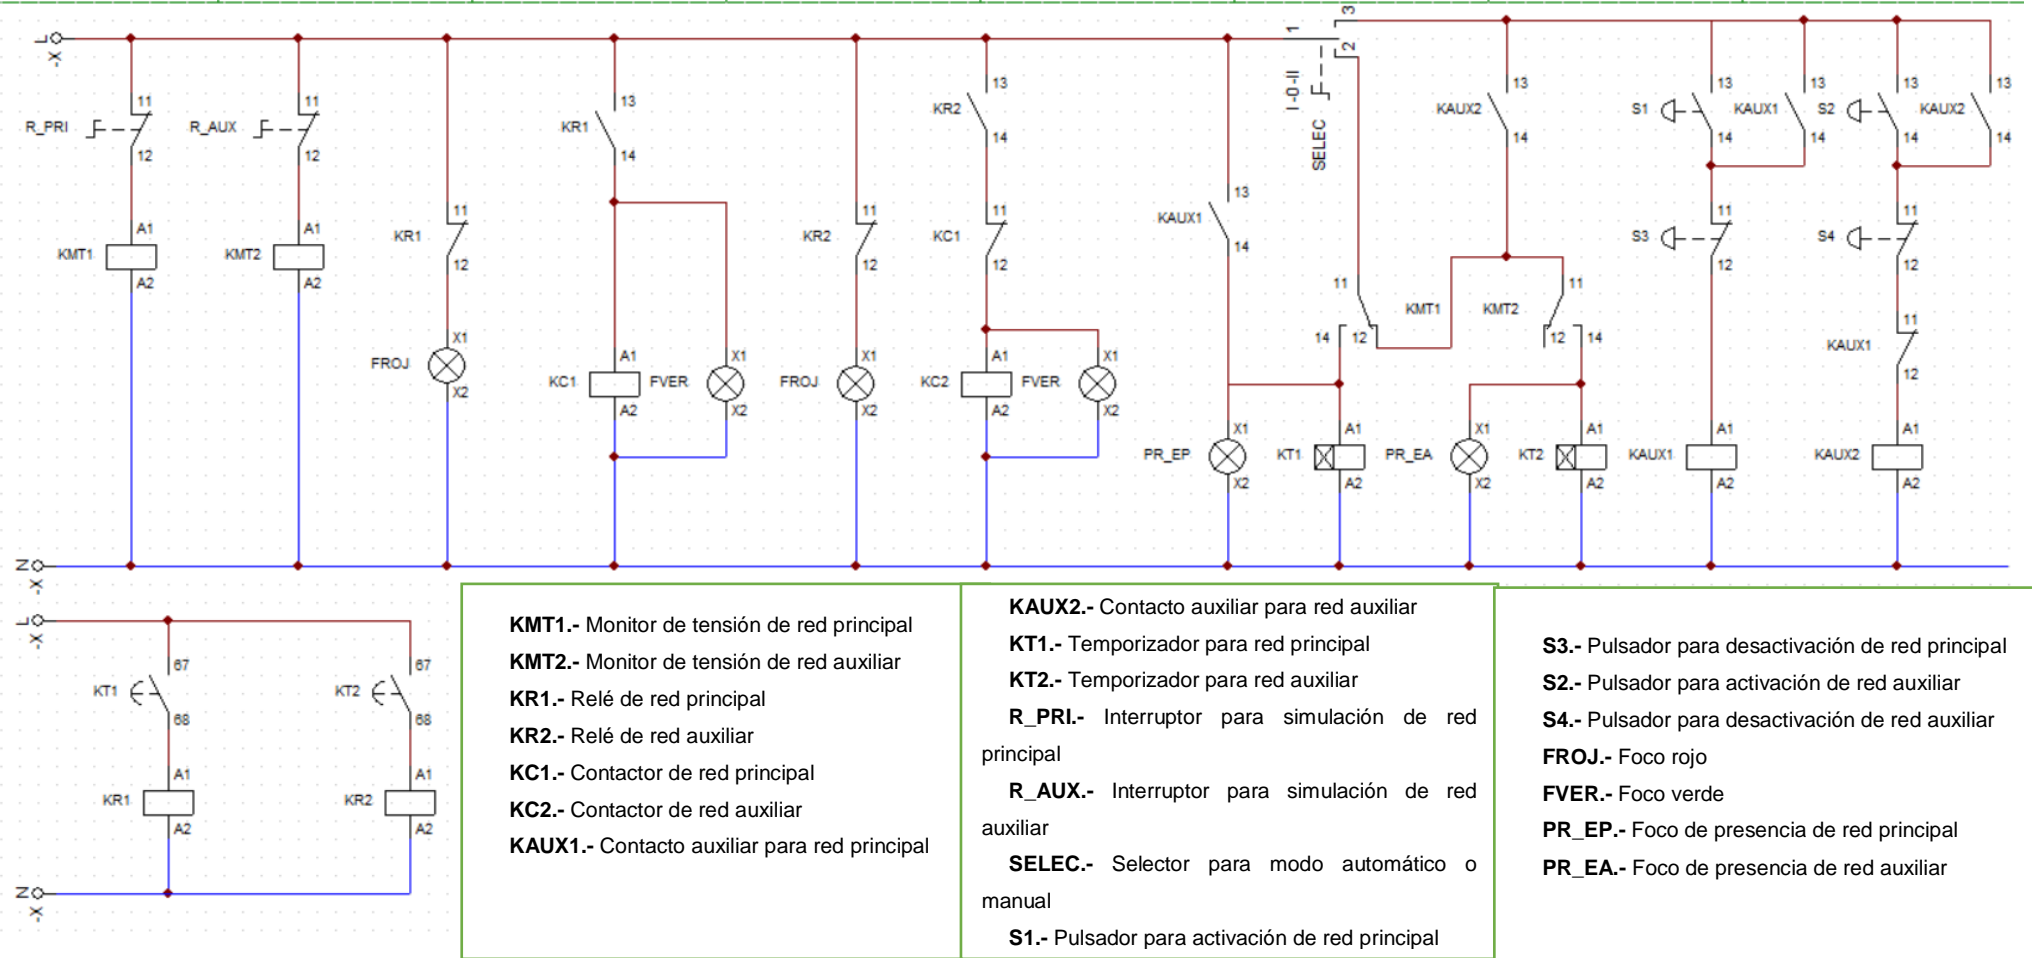 L
-X
11
R_PRI
12
A1
KMT1
A2
11
R_AUX
12
A1
KMT2
A2
11
KR1
12
X1
FROJ
X2
13
KR1
14
A1
KC1
A2
X1
FVER
X2
11
KR2
12
X1
FROJ
X2
13
KR2
14
11
KC1
12
A1
KC2
A2
X1
FVER
X2
13
KAUX1
14
X1
PR_EP
X2
1
3
2
I -0-II
SELEC
11
KMT1
14
12
A1
KT1
A2
13
KAUX2
14
11
KMT2
12
14
X1
PR_EA
X2
A1
KT2
A2
13
S1
14
13
KAUX1
14
11
S3
12
A1
KAUX1
A2
13
S2
14
13
KAUX2
14
11
S4
12
11
KAUX1
12
A1
KAUX2
A2
N
-X
L
-X
67
KT1
68
A1
KR1
A2
67
KT2
68
A1
KR2
A2
N
-X
KMT1.- Monitor de tensión de red principal
KMT2.- Monitor de tensión de red auxiliar
KR1.- Relé de red principal
KR2.- Relé de red auxiliar
KC1.- Contactor de red principal
KC2.- Contactor de red auxiliar
KAUX1.- Contacto auxiliar para red principal
KAUX2.- Contacto auxiliar para red auxiliar
KT1.- Temporizador para red principal
KT2.- Temporizador para red auxiliar
R_PRI.- Interruptor para simulación de red
principal
R_AUX.- Interruptor para simulación de red
auxiliar
SELEC.- Selector para modo automático o
manual
S1.- Pulsador para activación de red principal
S3.- Pulsador para desactivación de red principal
S2.- Pulsador para activación de red auxiliar
S4.- Pulsador para desactivación de red auxiliar
FROJ.- Foco rojo
FVER.- Foco verde
PR_EP.- Foco de presencia de red principal
PR_EA.- Foco de presencia de red auxiliar